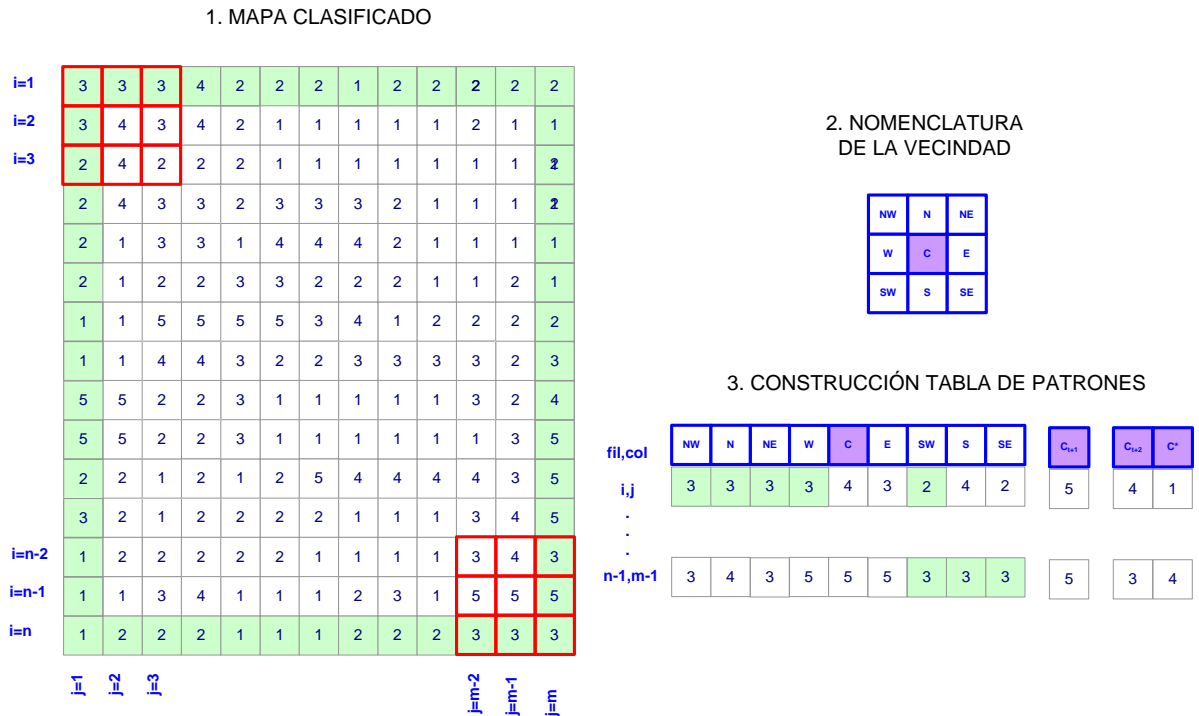 1. MAPA CLASIFICADO
i=1 3 3 3 4 2 2 2 1 2 2 2 2 2
i=2 3 4 3 4 2 1 1 1 1 1 2 1 1
i=3 2 4 2 2 2 1 1 1 1 1 1 1
2 4 3 3 2 3 3 3 2 1 1 1
2 1 3 3 1 4 4 4 2 1 1 1 1
2 1 2 2 3 3 2 2 2 1 1 2 1
1 1 5 5 5 5 3 4 1 2 2 2 2
1 1 4 4 3 2 2 3 3 3 3 2 3
5 5 2 2 3 1 1 1 1 1 3 2 4
5 5 2 2 3 1 1 1 1 1 1 3 5
2 2 1 2 1 2 5 4 4 4 4 3 5
3 2 1 2 2 2 2 1 1 1 3 4 5
i=n-2 1 2 2 2 2 2 1 1 1 1 3 4 3
i=n-1 1 1 3 4 1 1 1 2 3 1 5 5 5
i=n 1 2 2 2 1 1 1 2 2 2 3 3 3
j=1 j=2 j=3 j=m-2 j=m-1 j=m
2. NOMENCLATURA
DE LA VECINDAD
NW N NE
W C E
SW S SE
3. CONSTRUCCIÓN TABLA DE PATRONES
fil,col NW N NE W C E SW S SE Ct+1 Ct+2 C*
i,j 3 3 3 3 4 3 2 4 2 5 4 1
.
.
.
n-1,m-1 3 4 3 5 5 5 3 3 3 5 3 4